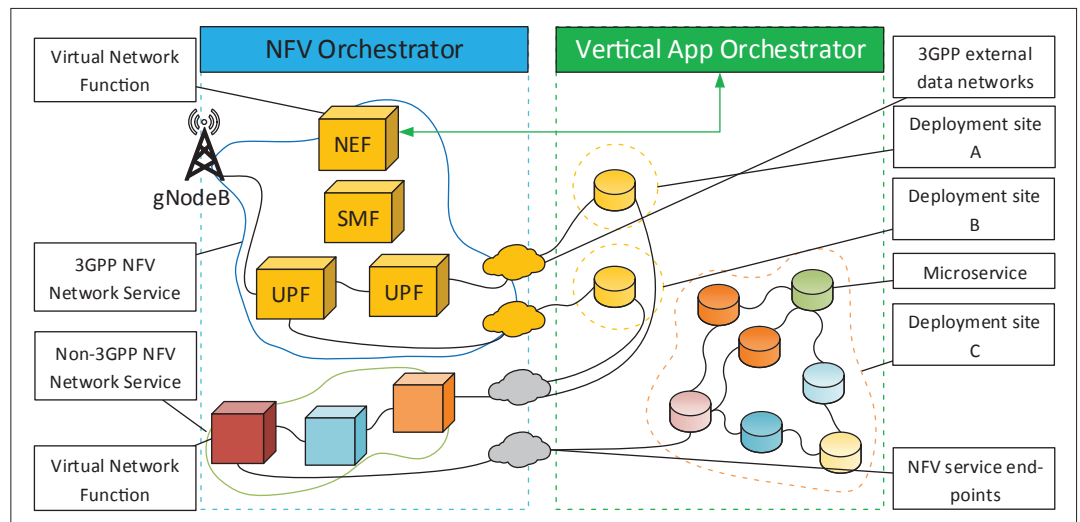 NFV Orchestrator
Vertical App Orchestrator
Virtual Network
Function
gNodeB
3GPP NFV
Network Service
Non-3GPP NFV
Network Service
Virtual Network
Function
NEF
SMF
UPF
UPF
3GPP external
data networks
Deployment site
A
Deployment site
B
Microservice
Deployment site
C
NFV service end-
points